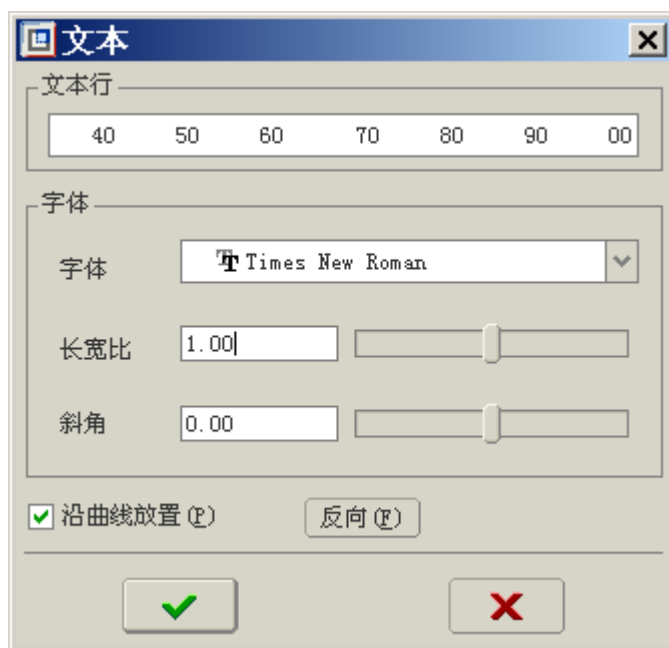 文本
文本行
40 50 60 70 80 90 00
字体
字体 Times New Roman
长宽比 1.00
斜角 0.00
沿曲线放置(P) 反向(F)